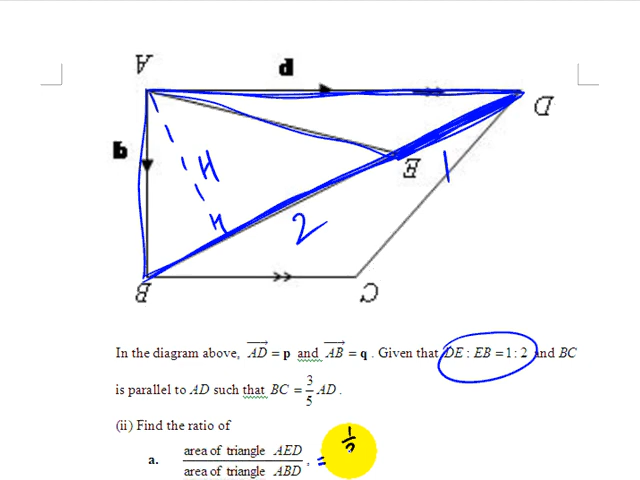 A
p
D
q
E
H
1
H
2
B
C
In the diagram above, AD = p and AB = q . Given that DE : EB = 1 : 2 and BC
is parallel to AD such that BC = 3/5 AD .
(ii) Find the ratio of
a. area of triangle AED / area of triangle ABD , =